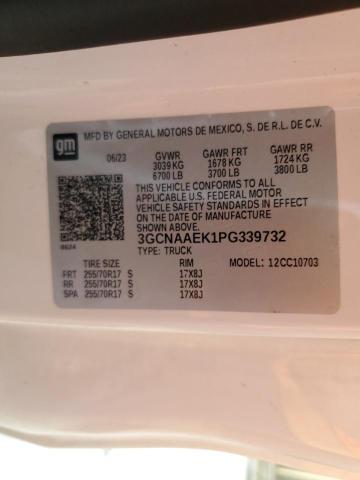 gm
MFD BY GENERAL MOTORS DE MEXICO, S. DE R.L. DE C.V.
06/23 GVWR GAWR FRT GAWR RR
3039 KG 1678 KG 1724 KG
6700 LB 3700 LB 3800 LB
THIS VEHICLE CONFORMS TO ALL
APPLICABLE U.S. FEDERAL MOTOR
VEHICLE SAFETY STANDARDS IN EFFECT
ON THE DATE OF MANUFACTURE
SHOWN ABOVE.
3GCNAAEK1PG339732
TYPE: TRUCK MODEL: 12CC10703
TIRE SIZE RIM
FRT 255/70R17 S 17X8J
RR 255/70R17 S 17X8J
SPA 255/70R17 S 17X8J